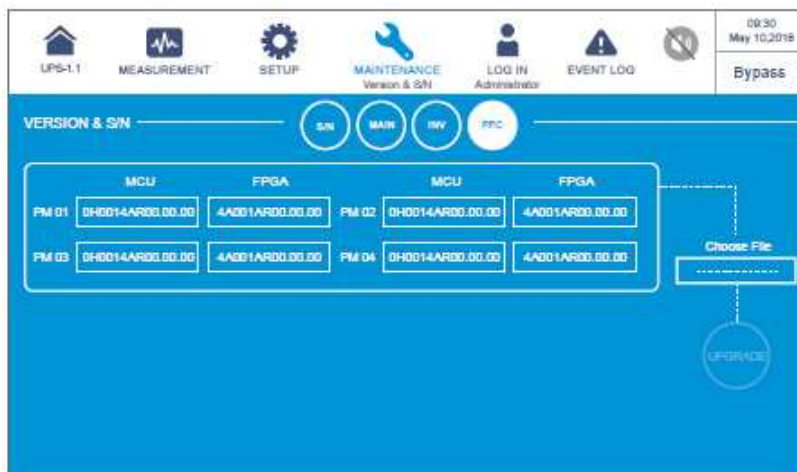 09:30
May 10,2018
UPS-1.1 MEASUREMENT SETUP MAINTENANCE LOG IN EVENT LOG
Version & S/N Administrator
Bypass
VERSION & S/N S/N MAIN INV PFC
MCU FPGA MCU FPGA
PM 01 0H0014AR00.00.00 4A001AR00.00.00 PM 02 0H0014AR00.00.00 4A001AR00.00.00
Choose File
PM 03 0H0014AR00.00.00 4A001AR00.00.00 PM 04 0H0014AR00.00.00 4A001AR00.00.00
UPGRADE